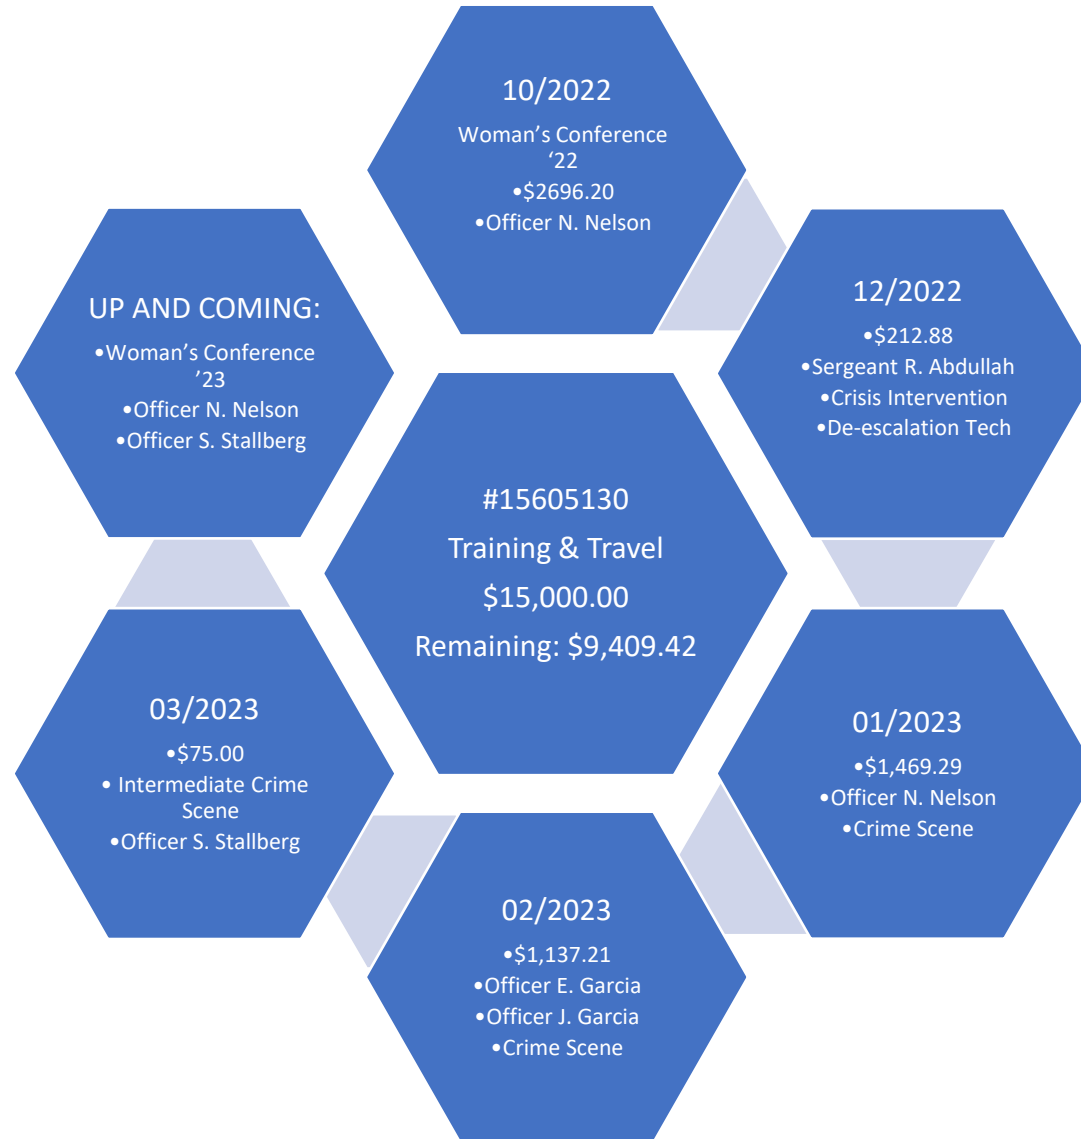 10/2022
Woman’s Conference
‘22
•$2696.20
•Officer N. Nelson
12/2022
•$212.88
•Sergeant R. Abdullah
•Crisis Intervention
•De-escalation Tech
01/2023
•$1,469.29
•Officer N. Nelson
•Crime Scene
02/2023
•$1,137.21
•Officer E. Garcia
•Officer J. Garcia
•Crime Scene
03/2023
•$75.00
• Intermediate Crime
Scene
•Officer S. Stallberg
UP AND COMING:
•Woman’s Conference
’23
•Officer N. Nelson
•Officer S. Stallberg
#15605130
Training & Travel
$15,000.00
Remaining: $9,409.42